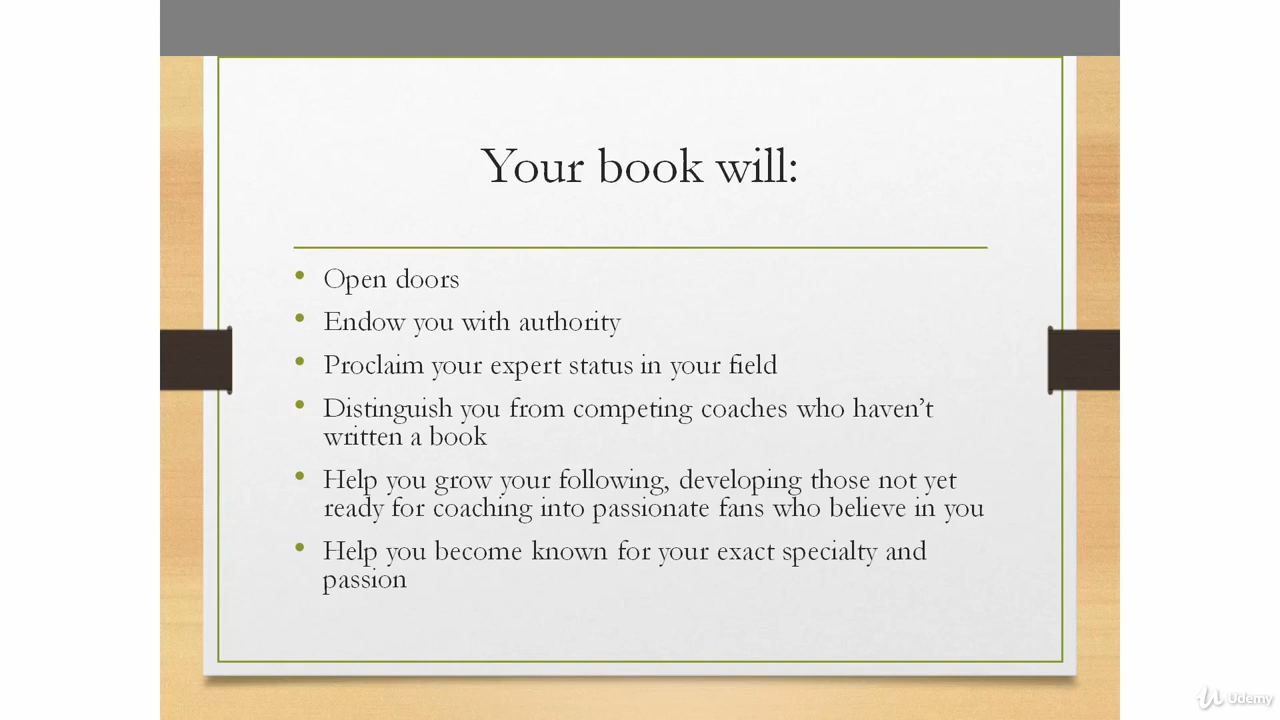 Your book will:
• Open doors
• Endow you with authority
• Proclaim your expert status in your field
• Distinguish you from competing coaches who haven’t
written a book
• Help you grow your following, developing those not yet
ready for coaching into passionate fans who believe in you
• Help you become known for your exact specialty and
passion
Udemy